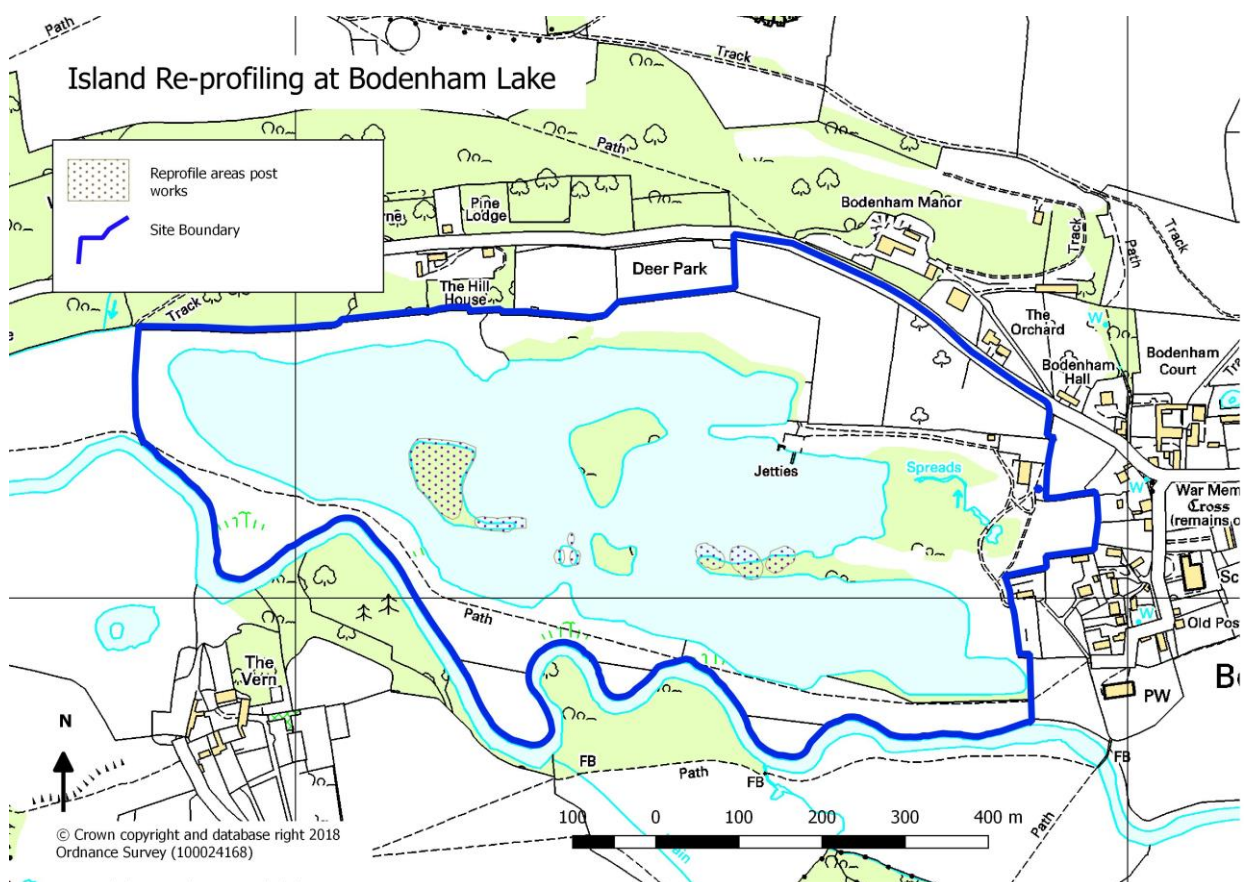 Path
Island Re-profiling at Bodenham Lake
Track
Path
Reprofile areas post
works
Site Boundary
Pine
Lodge
Bodenham Manor
Track
Path
Track
Deer Park
The Hill
House
Track
The
Orchard
W
Bodenham
Hall
Bodenham
Court
Jetties
Spreads
W
War Mem
Cross
(remains o
Path
Old Pos
W
The
Vern
PW
N
FB
Path
FB
FB
Path
100 0 100 200 300 400 m
© Crown copyright and database right 2018
Ordnance Survey (100024168)